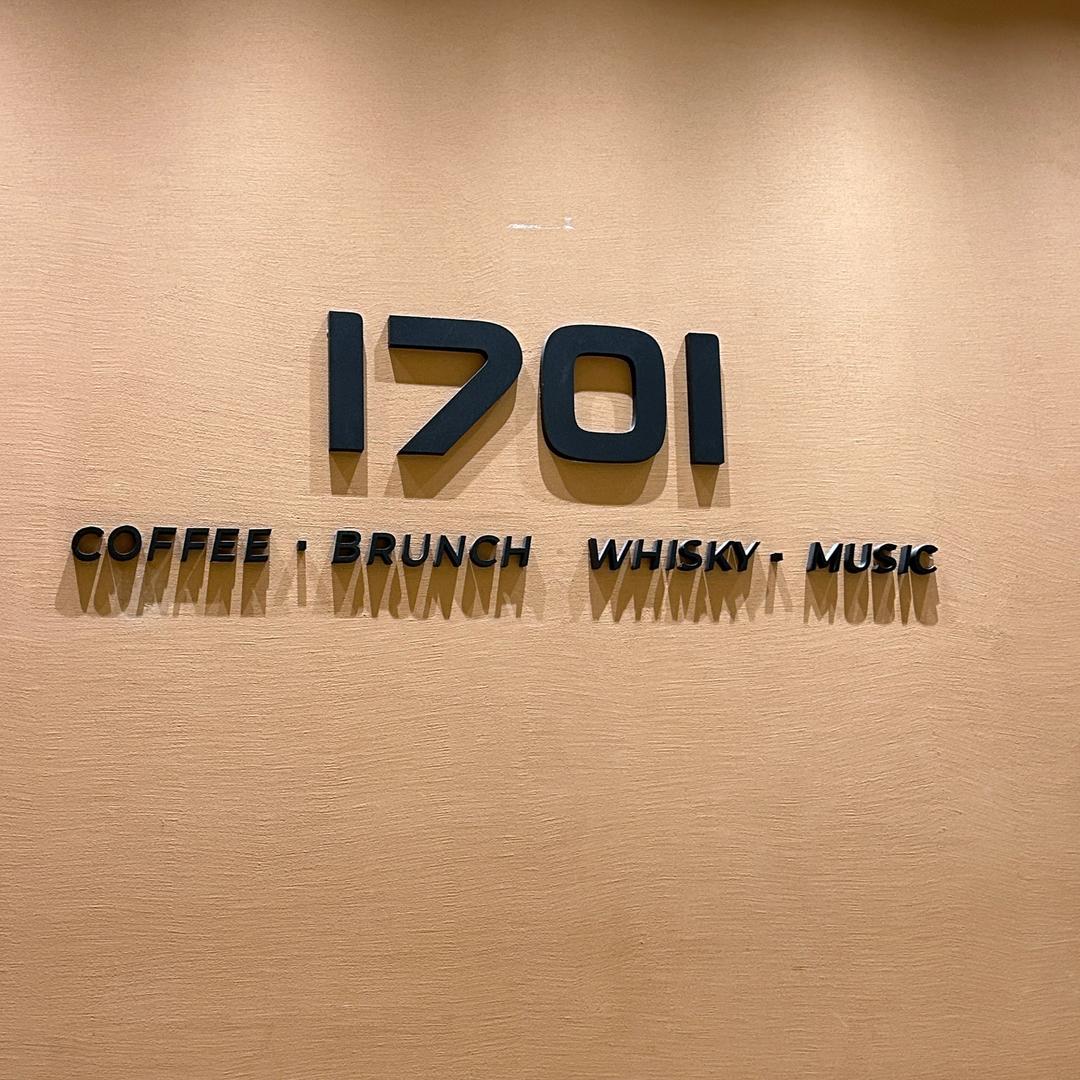 1701
COFFEE · BRUNCH WHISKY · MUSIC